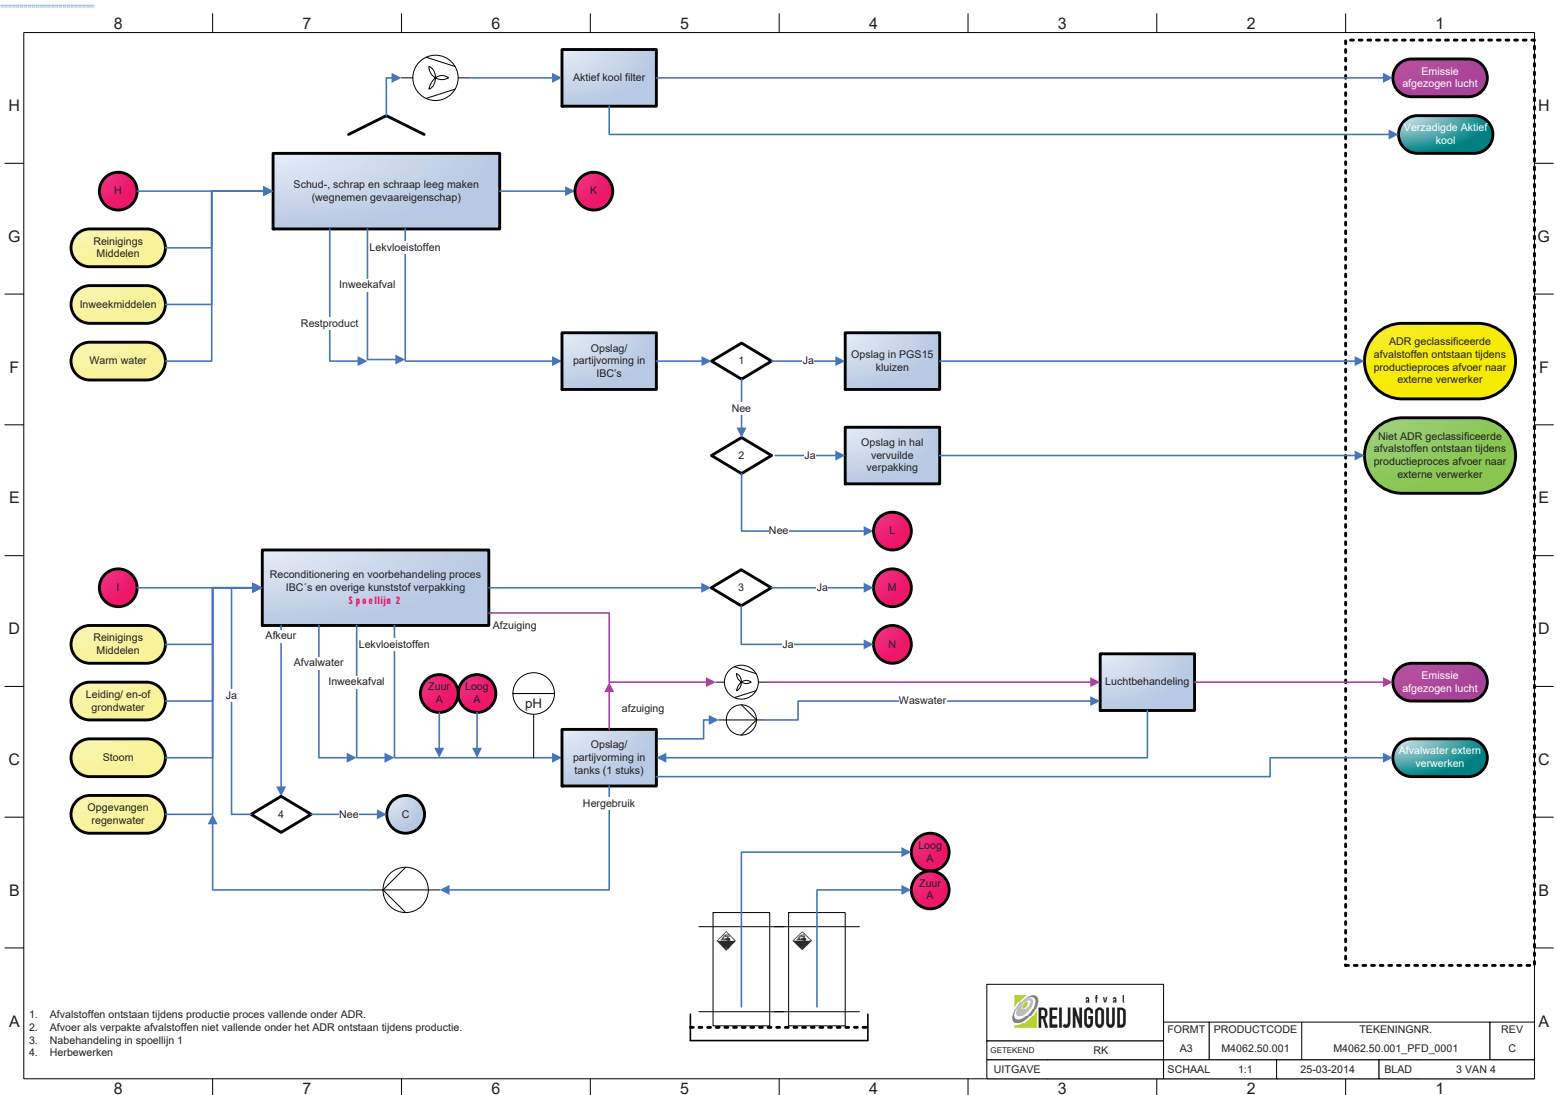 8 7 6 5 4 3 2 1
H
Aktief kool filter
Emissie
afgezogen lucht
H
Verzadigde Aktief
kool
H
Schud-, schrap en schraap leeg maken
(wegnemen gevaareigenschap)
K
G
Reinigings
Middelen
Lekvloeistoffen
G
Inweekafval
Inweekmiddelen
Restproduct
F
Warm water
Opslag/
partijvorming in
IBC's
1
Ja
Opslag in PGS15
kluizen
ADR geclassificeerde
afvalstoffen ontstaan tijdens
productieproces afvoer naar
externe verwerker
F
Nee
2
Ja
Opslag in hal
vervuilde
verpakking
Niet ADR geclassificeerde
afvalstoffen ontstaan tijdens
productieproces afvoer naar
externe verwerker
E
E
Nee
L
I
Reconditionering en voorbehandeling proces
IBC´s en overige kunststof verpakking
Spoellijn 2
3
Ja
M
D
Afzuiging
D
Reinigings
Middelen
Afkeur
Lekvloeistoffen
Ja
N
Afvalwater
Inweekafval
Leiding/ en-of
grondwater
Ja
Zuur
A
Loog
A
pH
afzuiging
Waswater
Luchtbehandeling
Emissie
afgezogen lucht
C
Stoom
Opslag/
partijvorming in
tanks (1 stuks)
Afvalwater extern
verwerken
C
Hergebruik
Opgevangen
regenwater
4
Nee
C
Loog
A
B
Zuur
A
B
A
1. Afvalstoffen ontstaan tijdens productie proces vallende onder ADR.
2. Afvoer als verpakte afvalstoffen niet vallende onder het ADR ontstaan tijdens productie.
3. Nabehandeling in spoellijn 1
4. Herbewerken
afval
REIJNGOUD
A
FORMT PRODUCTCODE TEKENINGNR. REV
GETEKEND RK A3 M4062.50.001 M4062.50.001_PFD_0001 C
UITGAVE SCHAAL 1:1 25-03-2014 BLAD 3 VAN 4
8 7 6 5 4 3 2 1